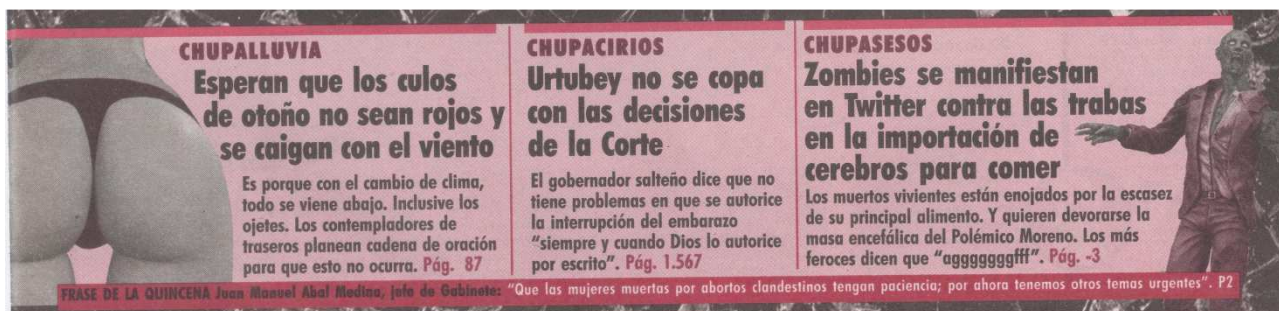 CHUPALLUVIA
Esperan que los culos
de otoño no sean rojos y
se caigan con el viento
Es porque con el cambio de clima,
todo se viene abajo. Inclusive los
ojetes. Los contempladores de
traseros planean cadena de oración
para que esto no ocurra. Pág. 87
CHUPACIRIOS
Urtubey no se copa
con las decisiones
de la Corte
El gobernador salteño dice que no
tiene problemas en que se autorice
la interrupción del embarazo
“siempre y cuando Dios lo autorice
por escrito”. Pág. 1.567
CHUPASESOS
Zombies se manifiestan
en Twitter contra las trabas
en la importación de
cerebros para comer
Los muertos vivientes están enojados por la escasez
de su principal alimento. Y quieren devorarse la
masa encefálica del Polémico Moreno. Los más
feroces dicen que “agggggggfff”. Pág. -3
FRASE DE LA QUINCENA Juan Manuel Abal Medina, jefe de Gabinete: “Que las mujeres muertas por abortos clandestinos tengan paciencia; por ahora tenemos otros temas urgentes”. P2